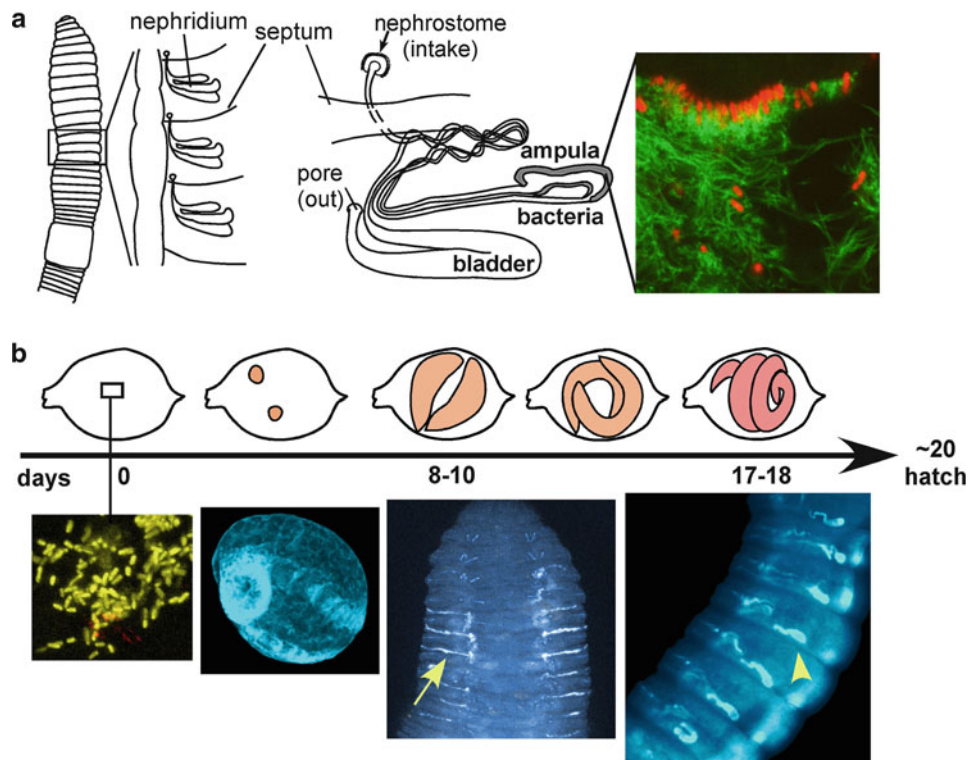 a
nephridium
septum
nephrostome
(intake)
ampula
pore
(out)
bacteria
bladder
b
days
0
8-10
17-18
~20
hatch